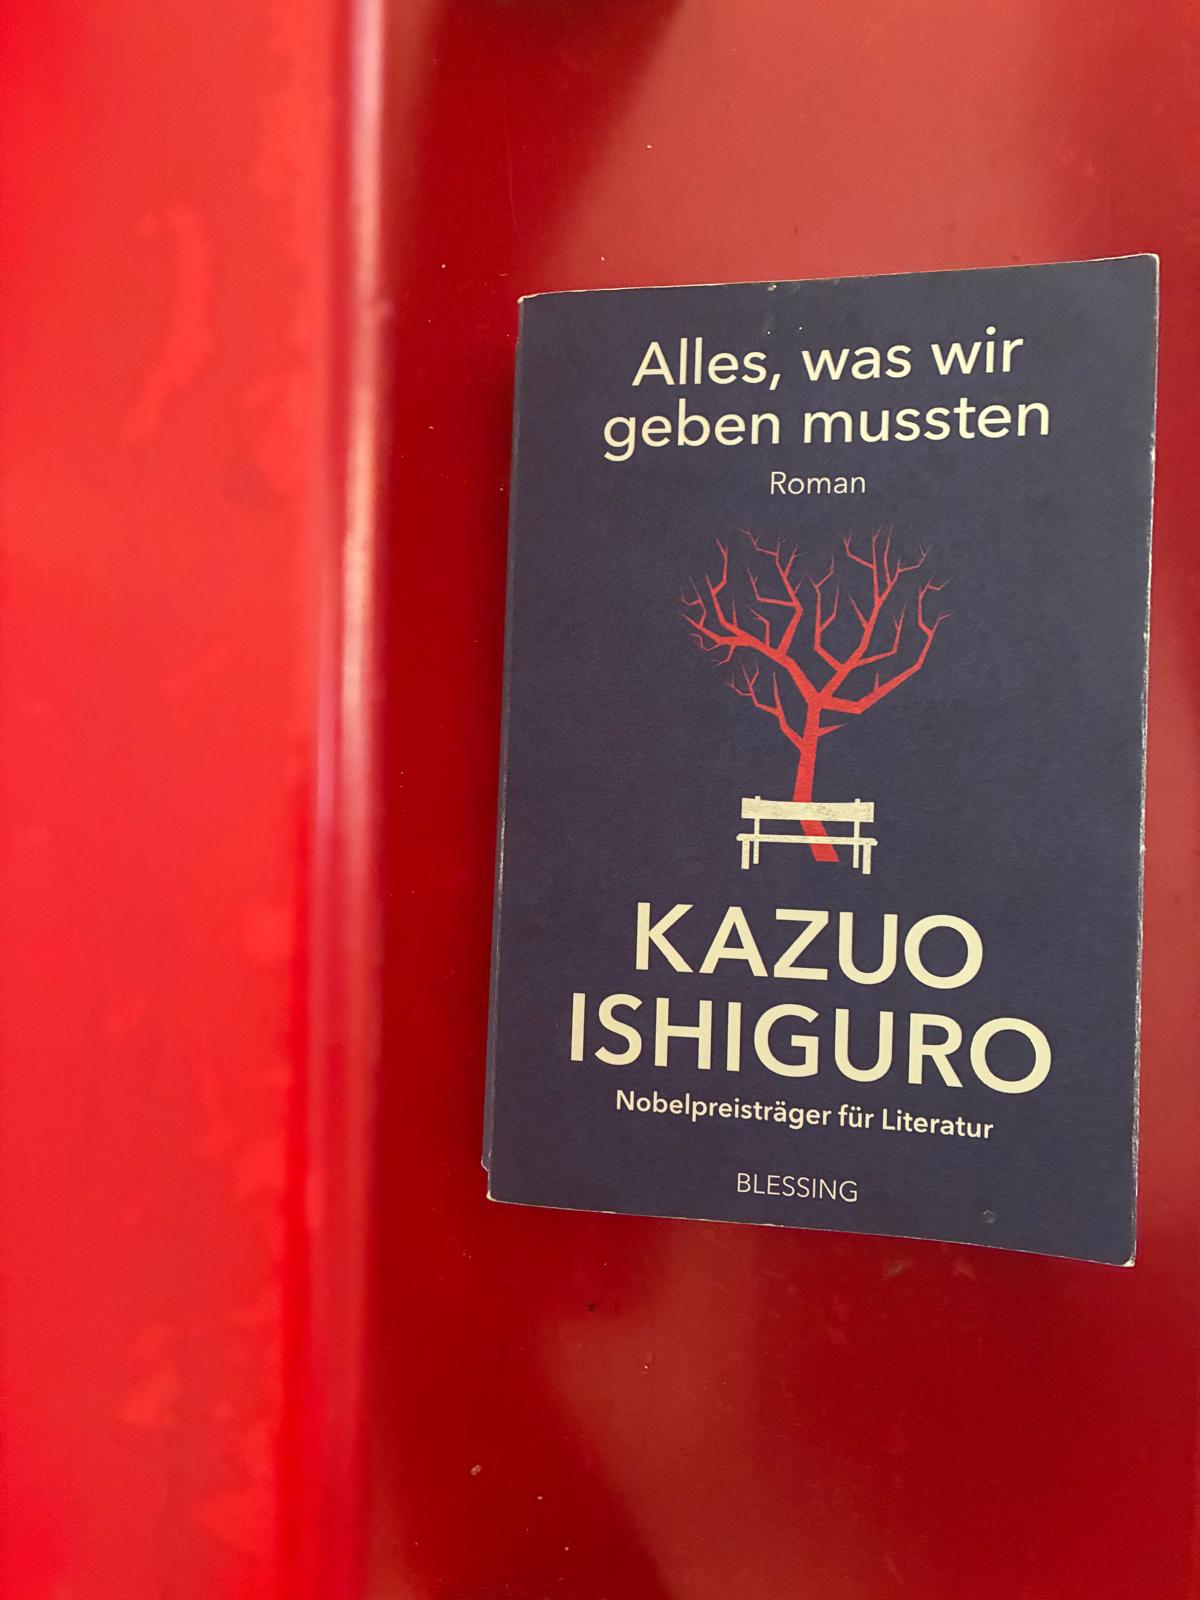 Alles, was wir
geben mussten
Roman
KAZUO
ISHIGURO
Nobelpreisträger für Literatur
BLESSING